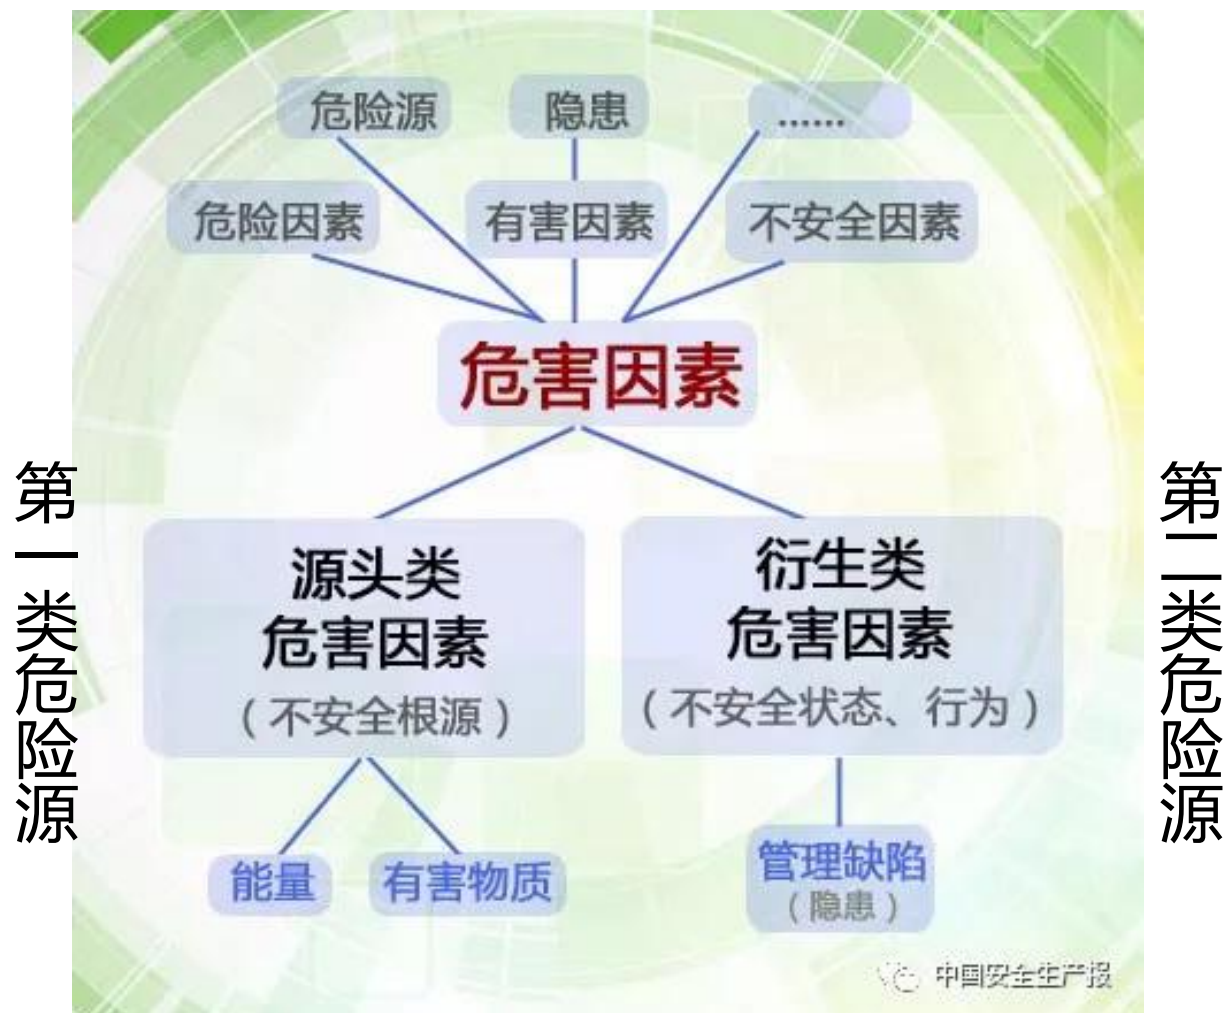 危险源
隐患
......
危险因素
有害因素
不安全因素
危害因素
第一类危险源
源头类
危害因素
（不安全根源）
衍生类
危害因素
（不安全状态、行为）
第二类危险源
能量
有害物质
管理缺陷
（隐患）
中国安全生产报